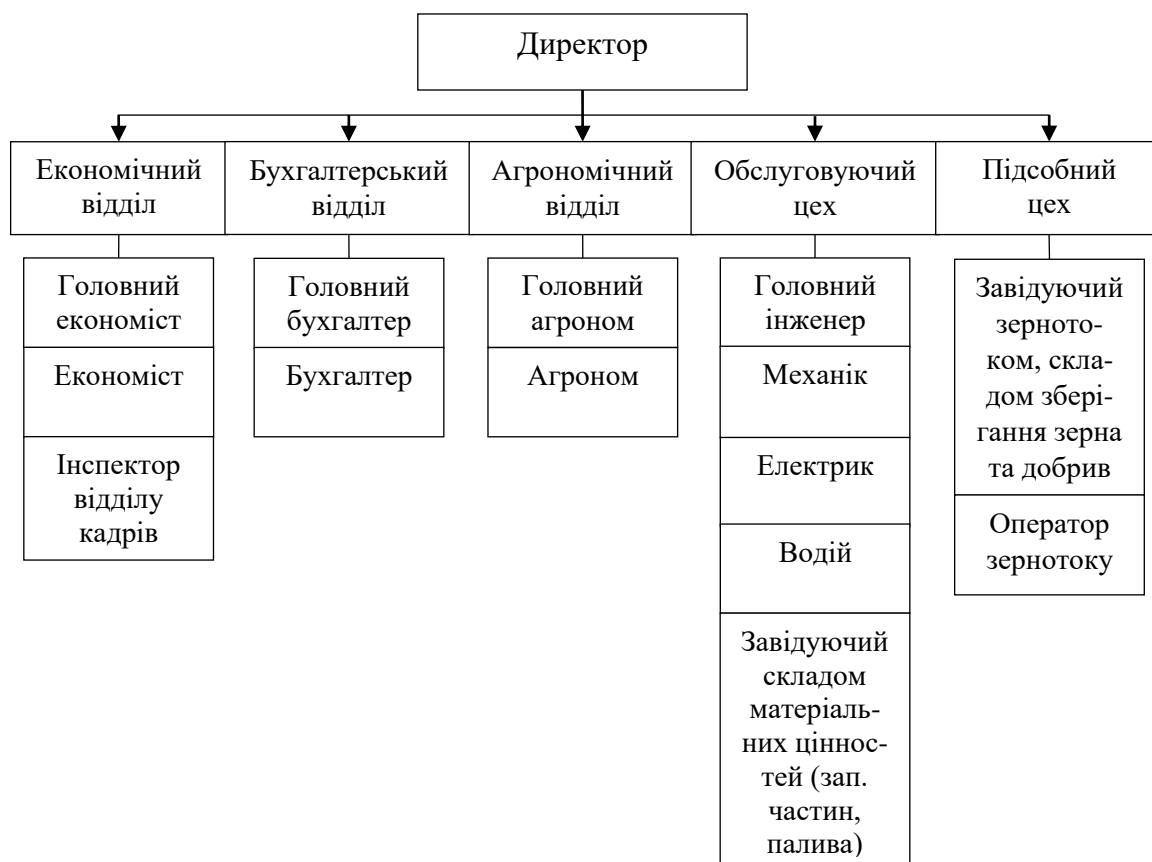 Директор
Економічний
відділ
Бухгалтерський
відділ
Агрономічний
відділ
Обслуговуючий
цех
Підсобний
цех
Головний
економіст
Економіст
Інспектор
відділу
кадрів
Головний
бухгалтер
Бухгалтер
Головний
агроном
Агроном
Головний
інженер
Механік
Електрик
Водій
Завідуючий
складом
матеріаль-
них ціннос-
тей (зап.
частин,
палива)
Завідуючий
зерното-
ком, скла-
дом збері-
гання зерна
та добрив
Оператор
зернотоку